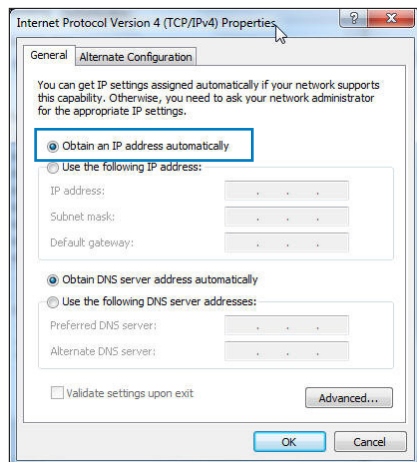 Internet Protocol Version 4 (TCP/IPv4) Properties
General
Alternate Configuration
You can get IP settings assigned automatically if your network supports
this capability. Otherwise, you need to ask your network administrator
for the appropriate IP settings.
Obtain an IP address automatically
Use the following IP address:
IP address:
Subnet mask:
Default gateway:
Obtain DNS server address automatically
Use the following DNS server addresses:
Preferred DNS server:
Alternate DNS server:
Validate settings upon exit
Advanced...
OK
Cancel